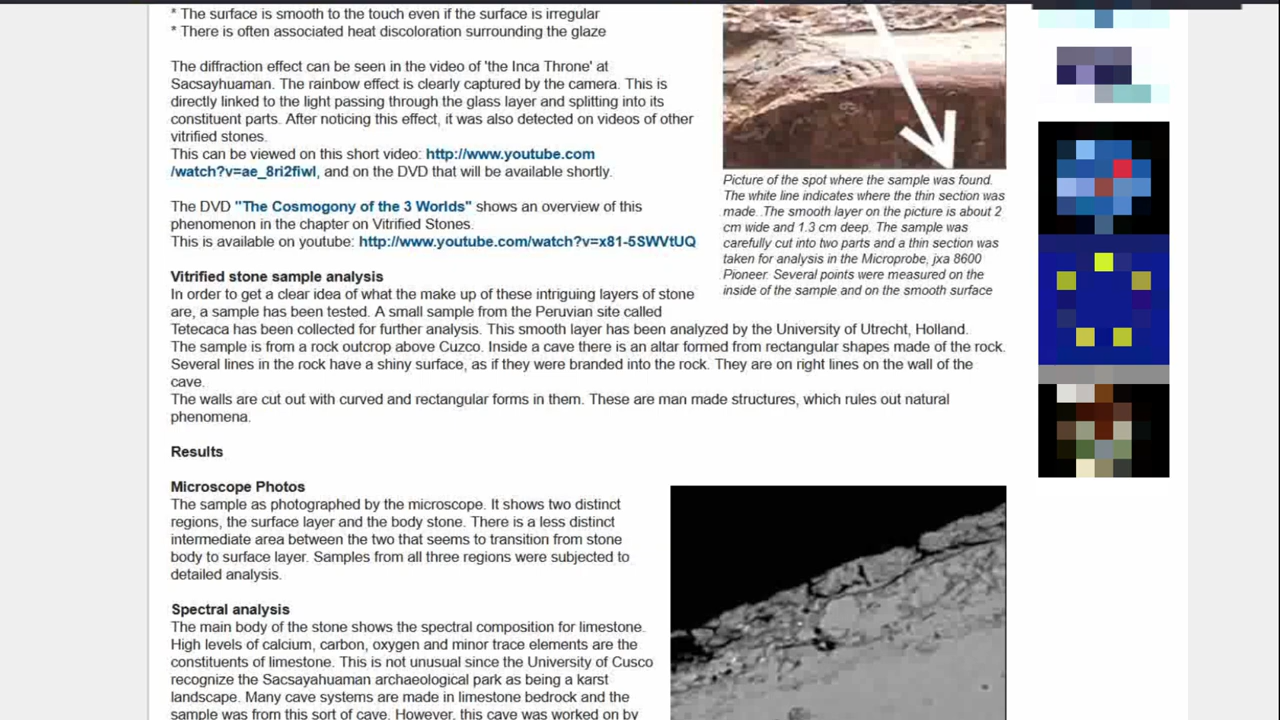 * The surface is smooth to the touch even if the surface is irregular
* There is often associated heat discoloration surrounding the glaze
The diffraction effect can be seen in the video of 'the Inca Throne' at
Sacsayhuaman. The rainbow effect is clearly captured by the camera. This is
directly linked to the light passing through the glass layer and splitting into its
constituent parts. After noticing this effect, it was also detected on videos of other
vitrified stones.
This can be viewed on this short video: http://www.youtube.com
/watch?v=ae_8ri2fiwI, and on the DVD that will be available shortly.
The DVD "The Cosmogony of the 3 Worlds" shows an overview of this
phenomenon in the chapter on Vitrified Stones.
This is available on youtube: http://www.youtube.com/watch?v=x81-5SWVtUQ
Picture of the spot where the sample was found.
The white line indicates where the thin section was
made. The smooth layer on the picture is about 2
cm wide and 1.3 cm deep. The sample was
carefully cut into two parts and a thin section was
taken for analysis in the Microprobe, jxa 8600
Pioneer. Several points were measured on the
inside of the sample and on the smooth surface
Vitrified stone sample analysis
In order to get a clear idea of what the make up of these intriguing layers of stone
are, a sample has been tested. A small sample from the Peruvian site called
Tetecaca has been collected for further analysis. This smooth layer has been analyzed by the University of Utrecht, Holland.
The sample is from a rock outcrop above Cuzco. Inside a cave there is an altar formed from rectangular shapes made of the rock.
Several lines in the rock have a shiny surface, as if they were branded into the rock. They are on right lines on the wall of the
cave.
The walls are cut out with curved and rectangular forms in them. These are man made structures, which rules out natural
phenomena.
Results
Microscope Photos
The sample as photographed by the microscope. It shows two distinct
regions, the surface layer and the body stone. There is a less distinct
intermediate area between the two that seems to transition from stone
body to surface layer. Samples from all three regions were subjected to
detailed analysis.
Spectral analysis
The main body of the stone shows the spectral composition for limestone.
High levels of calcium, carbon, oxygen and minor trace elements are the
constituents of limestone. This is not unusual since the University of Cusco
recognize the Sacsayahuaman archaeological park as being a karst
landscape. Many cave systems are made in limestone bedrock and the
sample was from this sort of cave. However, this cave was worked on by